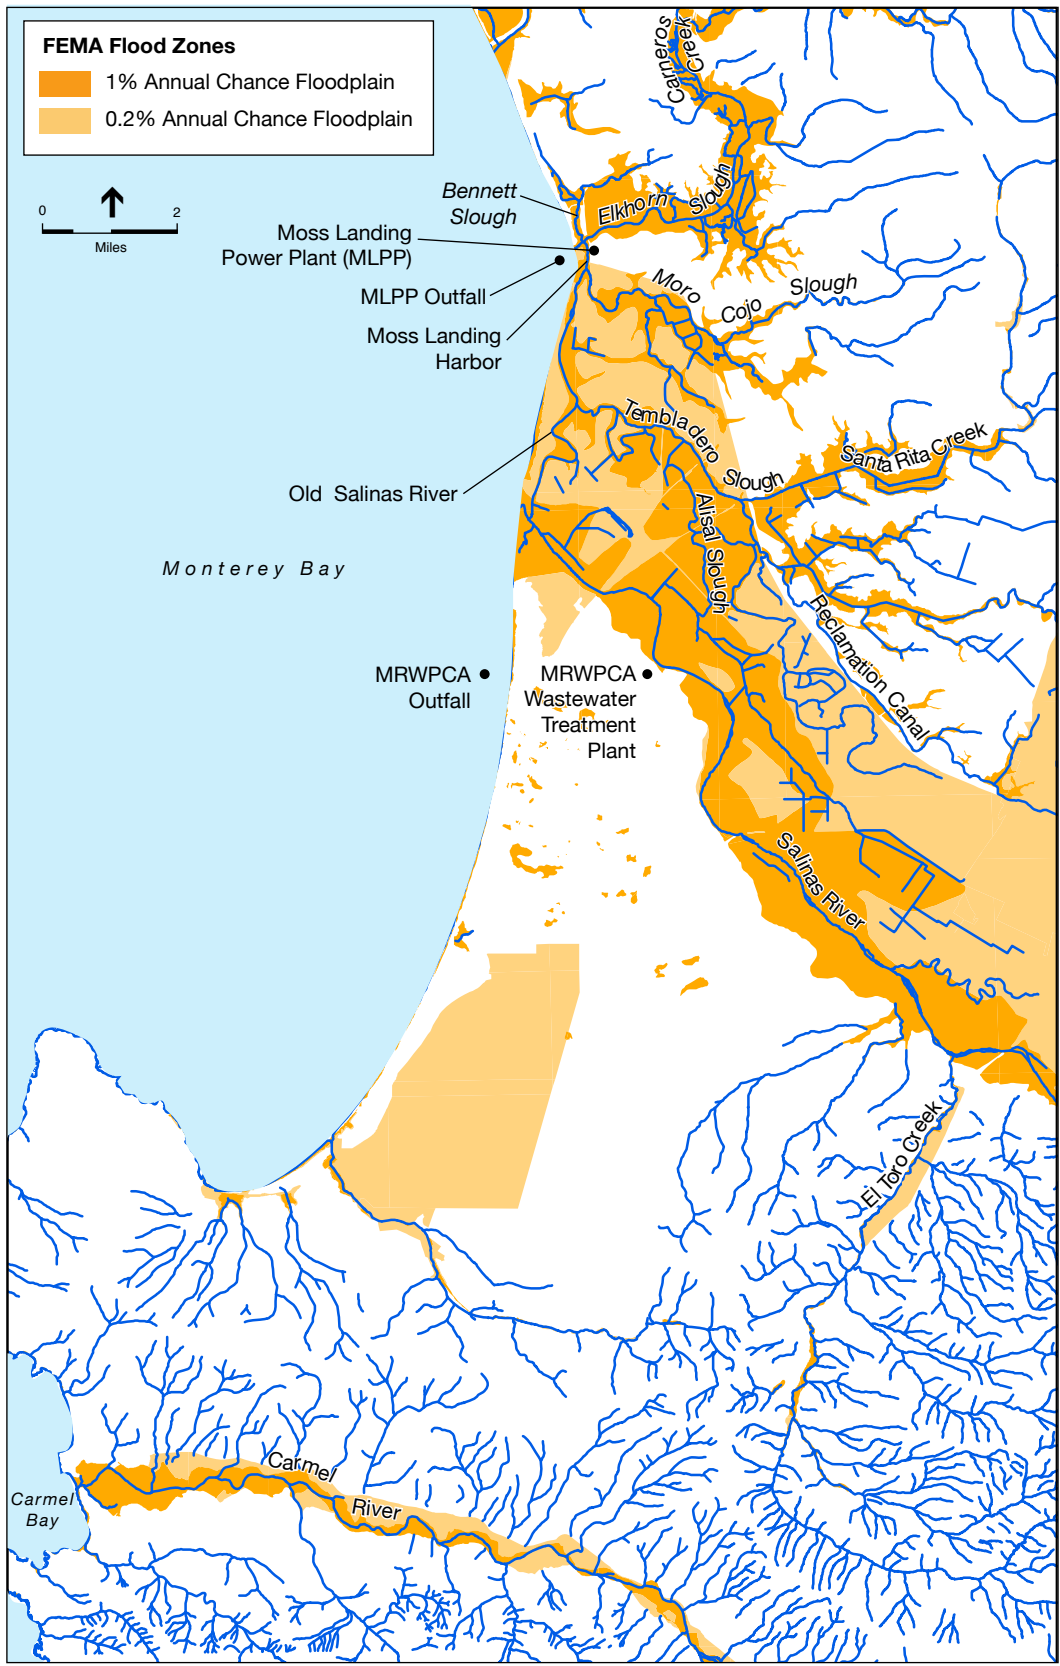 FEMA Flood Zones
1% Annual Chance Floodplain
0.2% Annual Chance Floodplain
0
2
Miles
Carneros
Creek
Bennett
Slough
Elkhorn
Slough
Moss Landing
Power Plant (MLPP)
MLPP Outfall
Moss Landing
Harbor
Moro
Cojo
Slough
Tembladero
Slough
Santa Rita Creek
Old Salinas River
Alisal Slough
Monterey Bay
Reclamation Canal
MRWPCA
Outfall
MRWPCA
Wastewater
Treatment
Plant
Salinas River
El Toro Creek
Carmel
River
Carmel
Bay